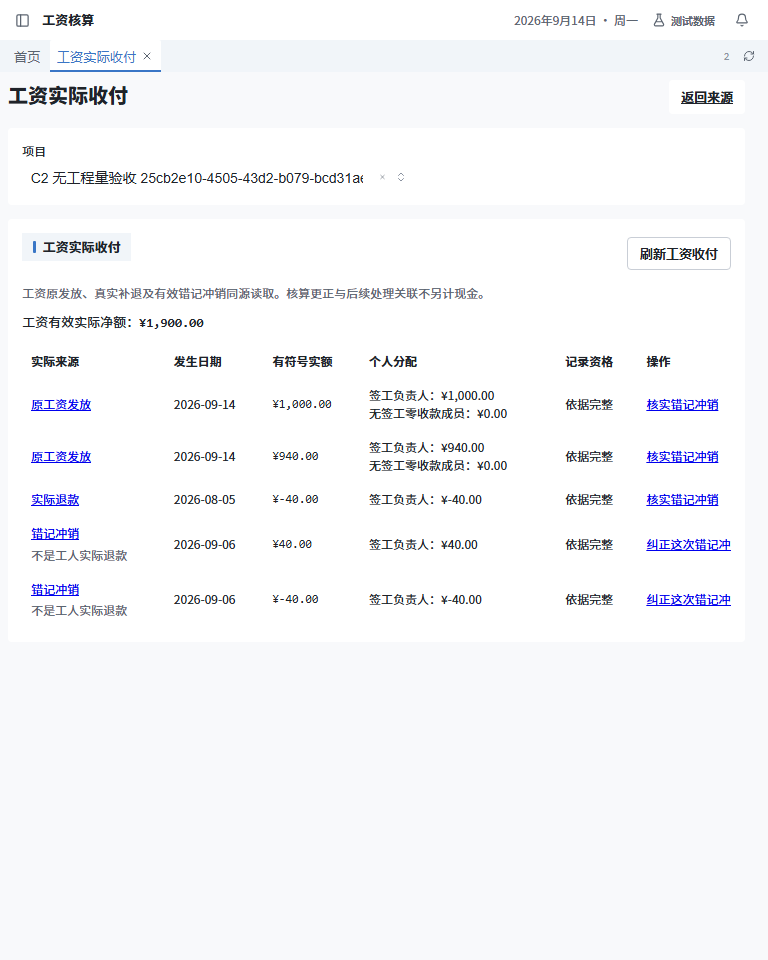 工资核算
2026年9月14日 · 周一 测试数据
首页 工资实际收付 × 2
工资实际收付
返回来源
项目
C2 无工程量验收 25cb2e10-4505-43d2-b079-bcd31ae ×
工资实际收付
刷新工资收付
工资原发放、真实补退及有效错记冲销同源读取。核算更正与后续处理关联不另计现金。
工资有效实际净额：¥1,900.00
实际来源 发生日期 有符号实额 个人分配 记录资格 操作
原工资发放 2026-09-14 ¥1,000.00 签工负责人：¥1,000.00 依据完整 核实错记冲销
无签工零收款成员：¥0.00
原工资发放 2026-09-14 ¥940.00 签工负责人：¥940.00 依据完整 核实错记冲销
无签工零收款成员：¥0.00
实际退款 2026-08-05 ¥-40.00 签工负责人：¥-40.00 依据完整 核实错记冲销
错记冲销 2026-09-06 ¥40.00 签工负责人：¥40.00 依据完整 纠正这次错记冲
不是工人实际退款
错记冲销 2026-09-06 ¥-40.00 签工负责人：¥-40.00 依据完整 纠正这次错记冲
不是工人实际退款